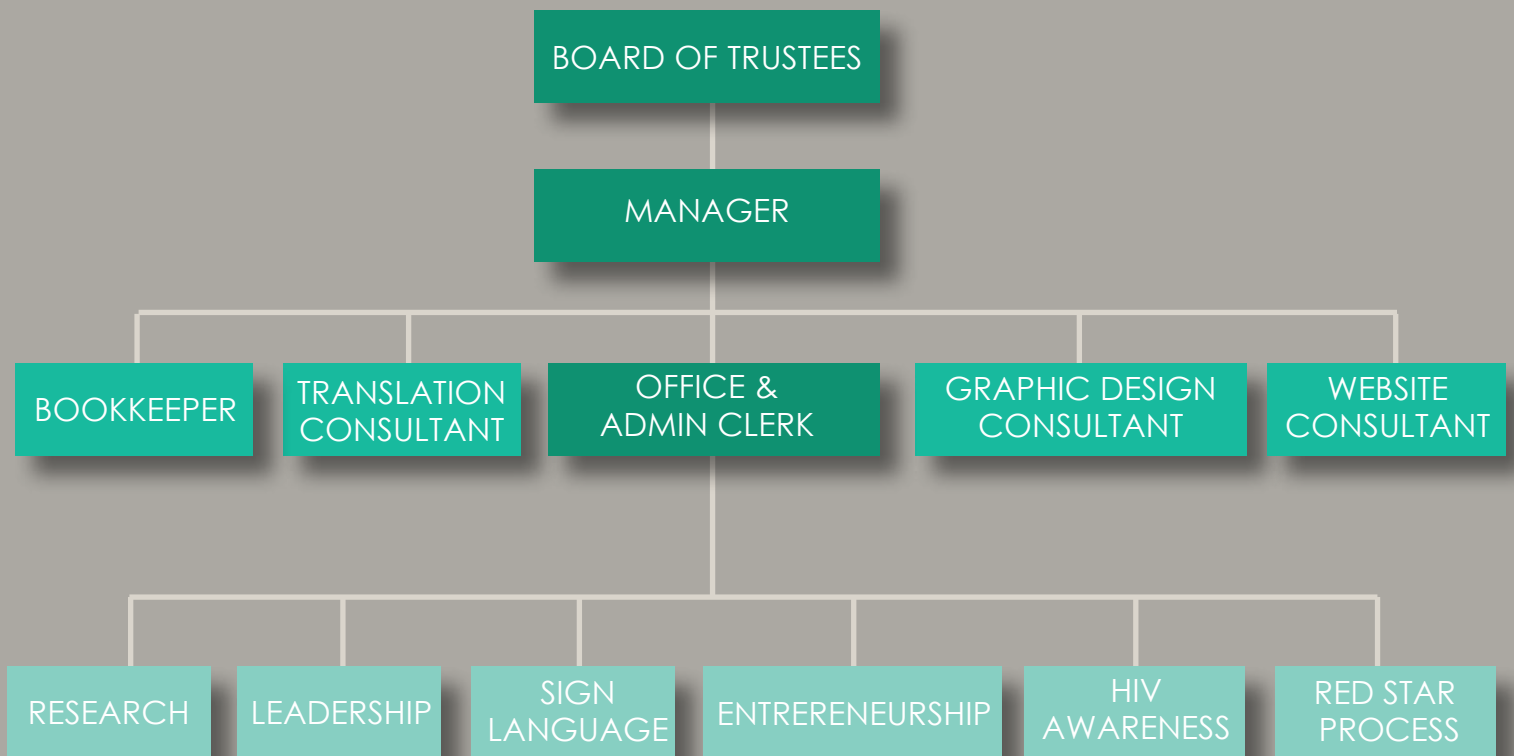 BOARD OF TRUSTEES
MANAGER
BOOKKEEPER
TRANSLATION
CONSULTANT
OFFICE &
ADMIN CLERK
GRAPHIC DESIGN
CONSULTANT
WEBSITE
CONSULTANT
RESEARCH
LEADERSHIP
SIGN
LANGUAGE
ENTRERENEURSHIP
HIV
AWARENESS
RED STAR
PROCESS